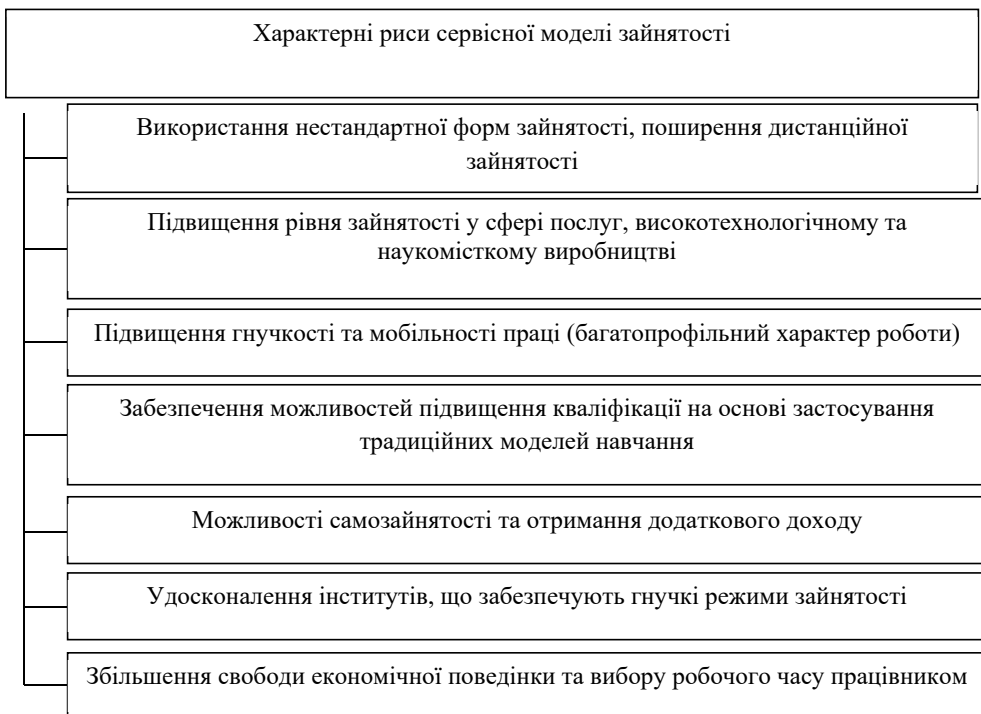 Характерні риси сервісної моделі зайнятості
Використання нестандартної форм зайнятості, поширення дистанційної
зайнятості
Підвищення рівня зайнятості у сфері послуг, високотехнологічному та
наукомісткому виробництві
Підвищення гнучкості та мобільності праці (багатопрофільний характер роботи)
Забезпечення можливостей підвищення кваліфікації на основі застосування
традиційних моделей навчання
Можливості самозайнятості та отримання додаткового доходу
Удосконалення інститутів, що забезпечують гнучкі режими зайнятості
Збільшення свободи економічної поведінки та вибору робочого часу працівником